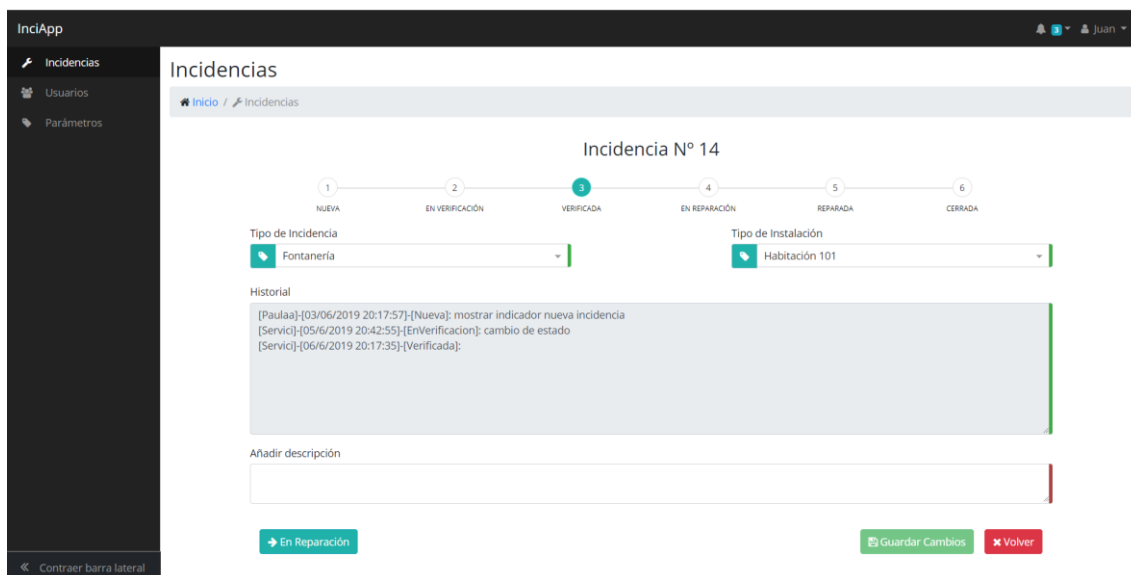 InciApp
3
Juan
Incidencias
Usuarios
Parámetros
Incidencias
Inicio / Incidencias
Incidencia Nº 14
1 2 3 4 5 6
NUEVA EN VERIFICACIÓN VERIFICADA EN REPARACIÓN REPARADA CERRADA
Tipo de Incidencia Tipo de Instalación
Fontanería Habitación 101
Historial
[Paulaa]-[03/06/2019 20:17:57]-[Nueva]: mostrar indicador nueva incidencia
[Servici]-[05/6/2019 20:42:55]-[EnVerificacion]: cambio de estado
[Servici]-[06/6/2019 20:17:35]-[Verificada]:
Añadir descripción
En Reparación Guardar Cambios Volver
Contraer barra lateral